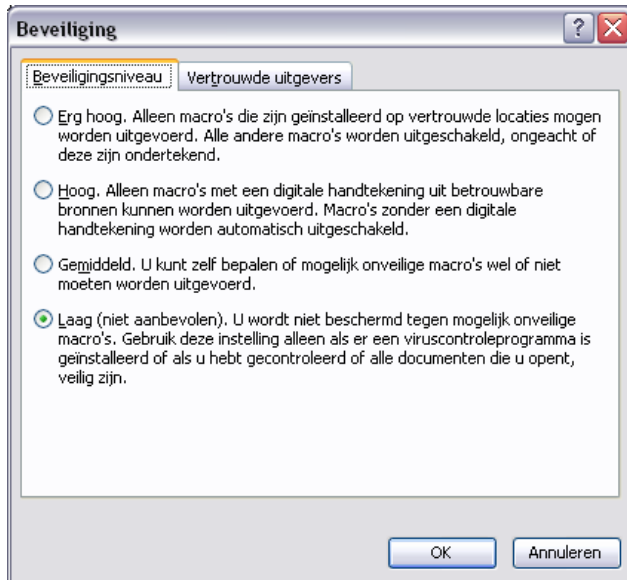 Beveiliging
Beveiligingsniveau
Vertrouwde uitgevers
Erg hoog. Alleen macro's die zijn geïnstalleerd op vertrouwde locaties mogen
worden uitgevoerd. Alle andere macro's worden uitgeschakeld, ongeacht of
deze zijn ondertekend.
Hoog. Alleen macro's met een digitale handtekening uit betrouwbare
bronnen kunnen worden uitgevoerd. Macro's zonder een digitale
handtekening worden automatisch uitgeschakeld.
Gemiddeld. U kunt zelf bepalen of mogelijk onveilige macro's wel of niet
moeten worden uitgevoerd.
Laag (niet aanbevolen). U wordt niet beschermd tegen mogelijk onveilige
macro's. Gebruik deze instelling alleen als er een viruscontroleprogramma is
geïnstalleerd of als u hebt gecontroleerd of alle documenten die u opent,
veilig zijn.
OK
Annuleren